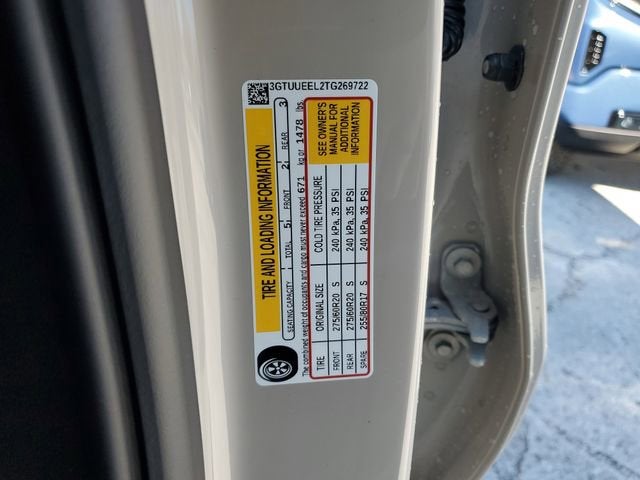 3GTUUEEL2TG269722
TIRE AND LOADING INFORMATION
SEATING CAPACITY TOTAL 5 FRONT 2 REAR 3
The combined weight of occupants and cargo must never exceed 671 kg or 1478 lbs
TIRE ORIGINAL SIZE COLD TIRE PRESSURE
FRONT 275/60R20 S 240 kPa, 35 PSI
REAR 275/60R20 S 240 kPa, 35 PSI
SPARE 255/80R17 S 240 kPa, 35 PSI
SEE OWNER'S
MANUAL FOR
ADDITIONAL
INFORMATION